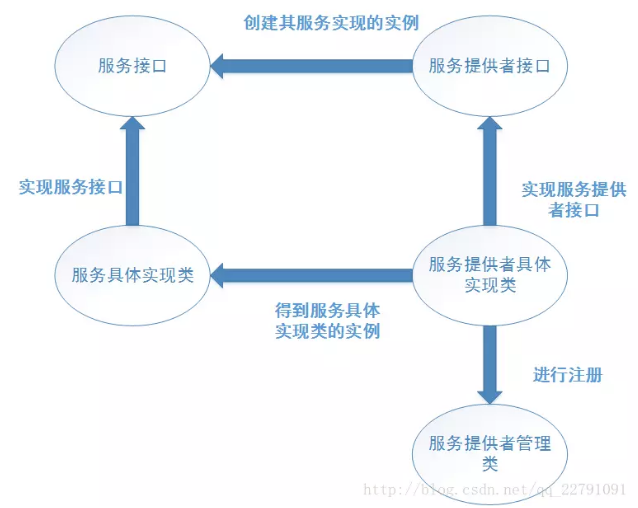 创建其服务实现的实例
服务接口
服务提供者接口
实现服务接口
实现服务提供
者接口
服务具体实现类
服务提供者具体
实现类
得到服务具体
实现类的实例
进行注册
服务提供者管理
类
http://blog.csdn.net/qq_22791091